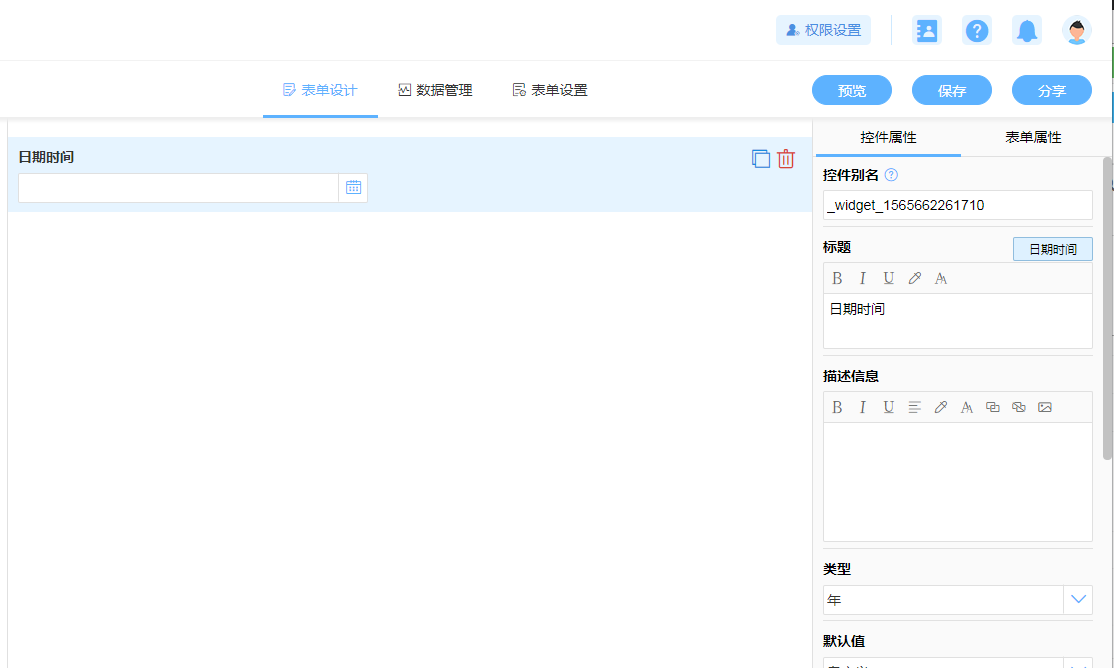 权限设置
表单设计
数据管理
表单设置
预览
保存
分享
日期时间
控件属性
表单属性
控件别名
_widget_1565662261710
标题
日期时间
B I U
日期时间
描述信息
B I U
类型
年
默认值